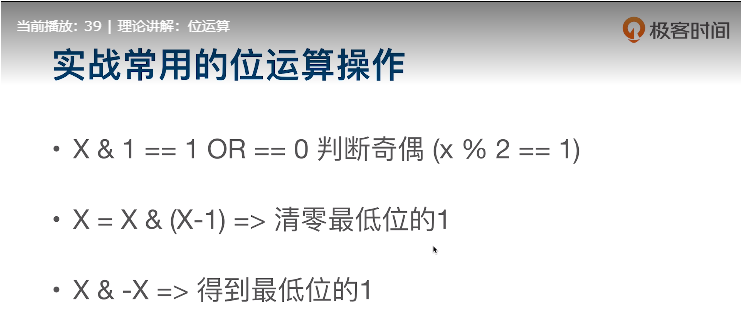 当前播放：39 | 理论讲解：位运算
极客时间
实战常用的位运算操作
• X & 1 == 1 OR == 0 判断奇偶 (x % 2 == 1)
• X = X & (X-1) => 清零最低位的1
• X & -X => 得到最低位的1